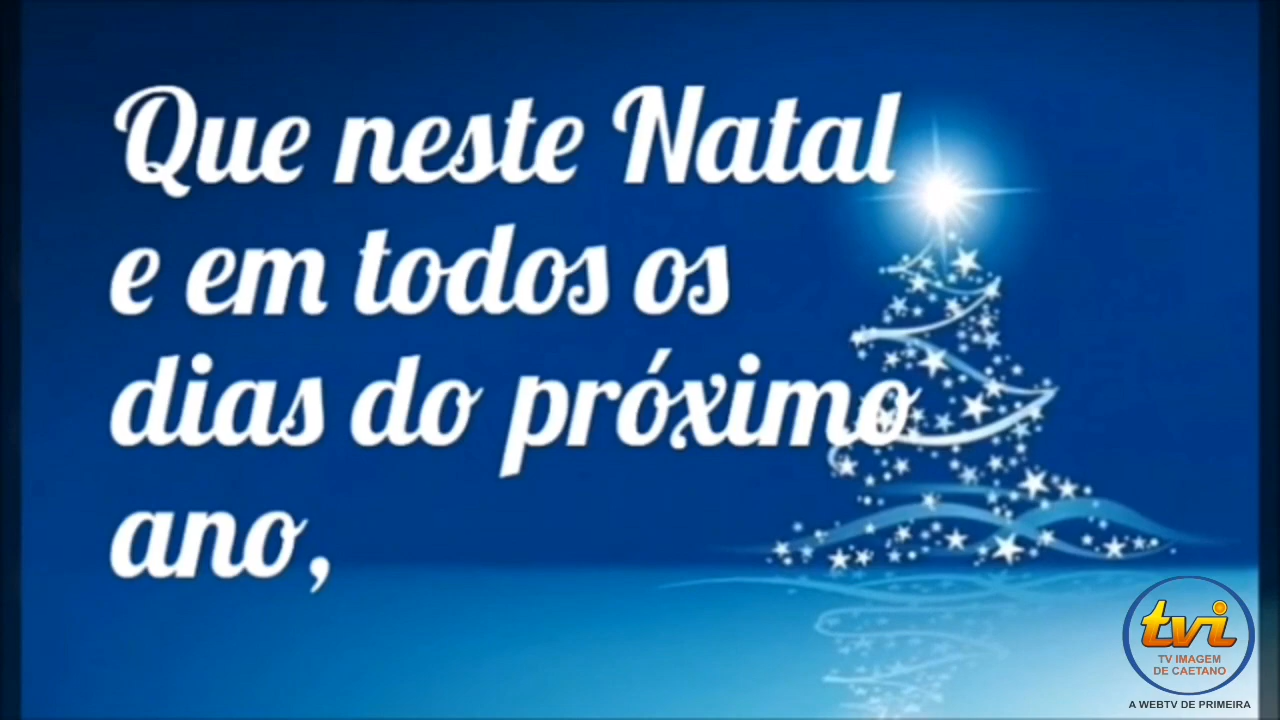 Que neste Natal
e em todos os
dias do próximo
ano,
tvi
TV IMAGEM
DE CAETANO
A WEBTV DE PRIMEIRA